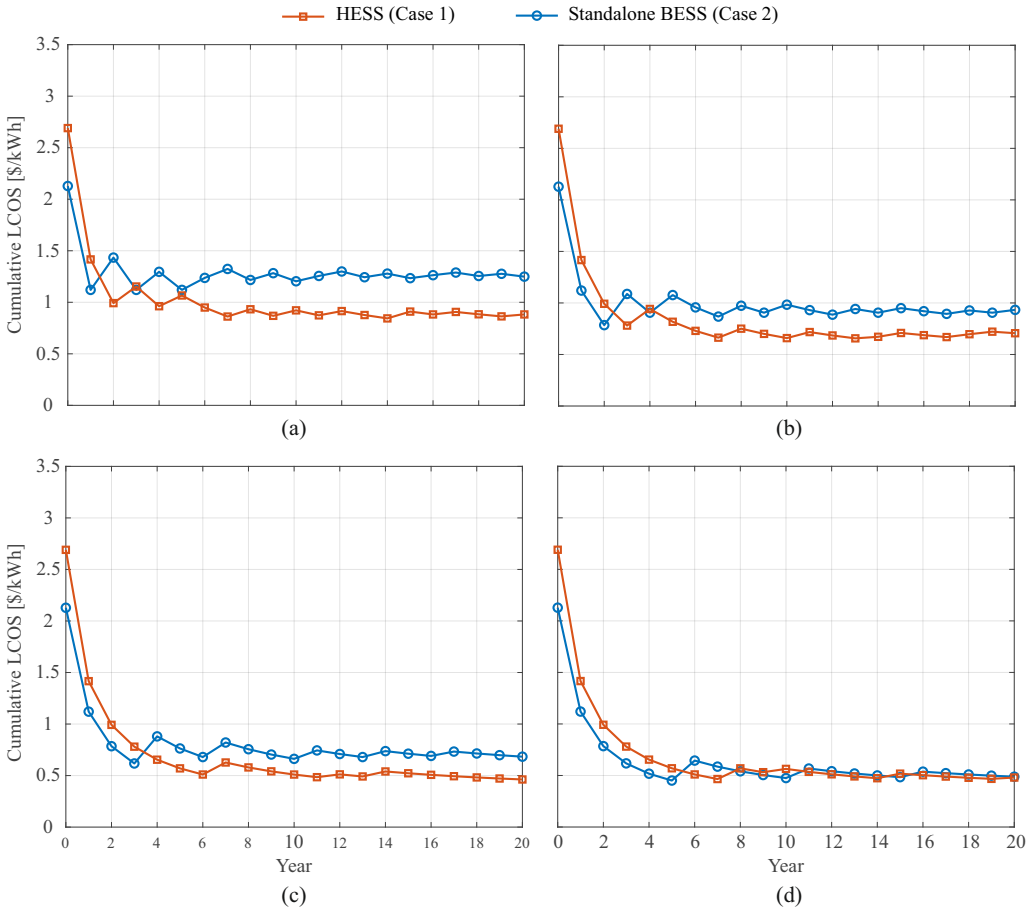 HESS (Case 1) Standalone BESS (Case 2)
3.5
3
2.5
2
1.5
1
0.5
0
Cumulative LCOS [$/kWh]
(a) (b)
3.5
3
2.5
2
1.5
1
0.5
0
Cumulative LCOS [$/kWh]
0 2 4 6 8 10 12 14 16 18 20
Year
0 2 4 6 8 10 12 14 16 18 20
Year
(c) (d)